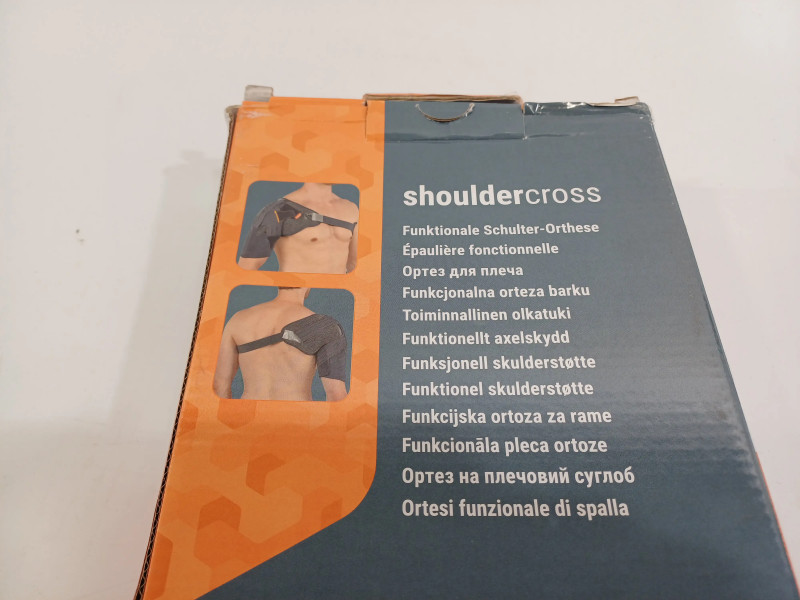 shouldercross
Funktionale Schulter-Orthese
Épaulière fonctionnelle
Ортез для плеча
Funkcjonalna orteza barku
Toiminnallinen olkatuki
Funktionellt axelskydd
Funksjonell skulderstøtte
Funktionel skulderstøtte
Funkcijska ortoza za rame
Funkcionāla pleca ortoze
Ортез на плечовий суглоб
Ortesi funzionale di spalla